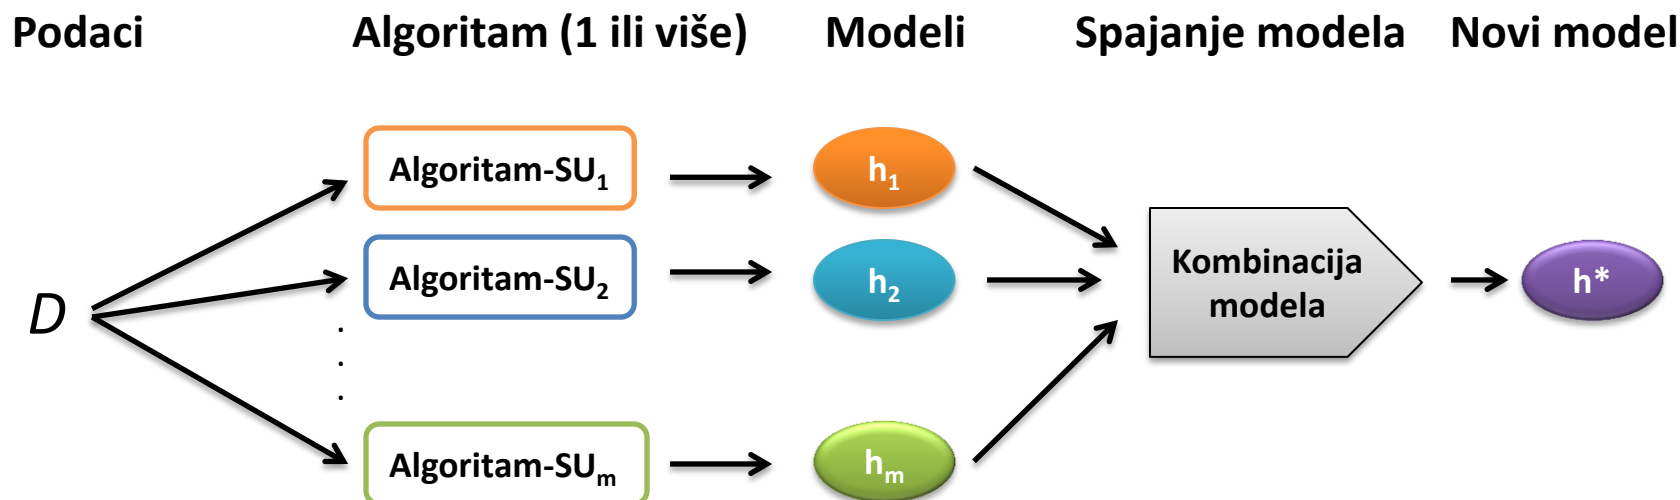 Podaci
Algoritam (1 ili više)
Modeli
Spajanje modela
Novi model
Algoritam-SU₁
h₁
Algoritam-SU₂
h₂
Kombinacija
modela
h*
D
.
.
.
Algoritam-SUₘ
hₘ